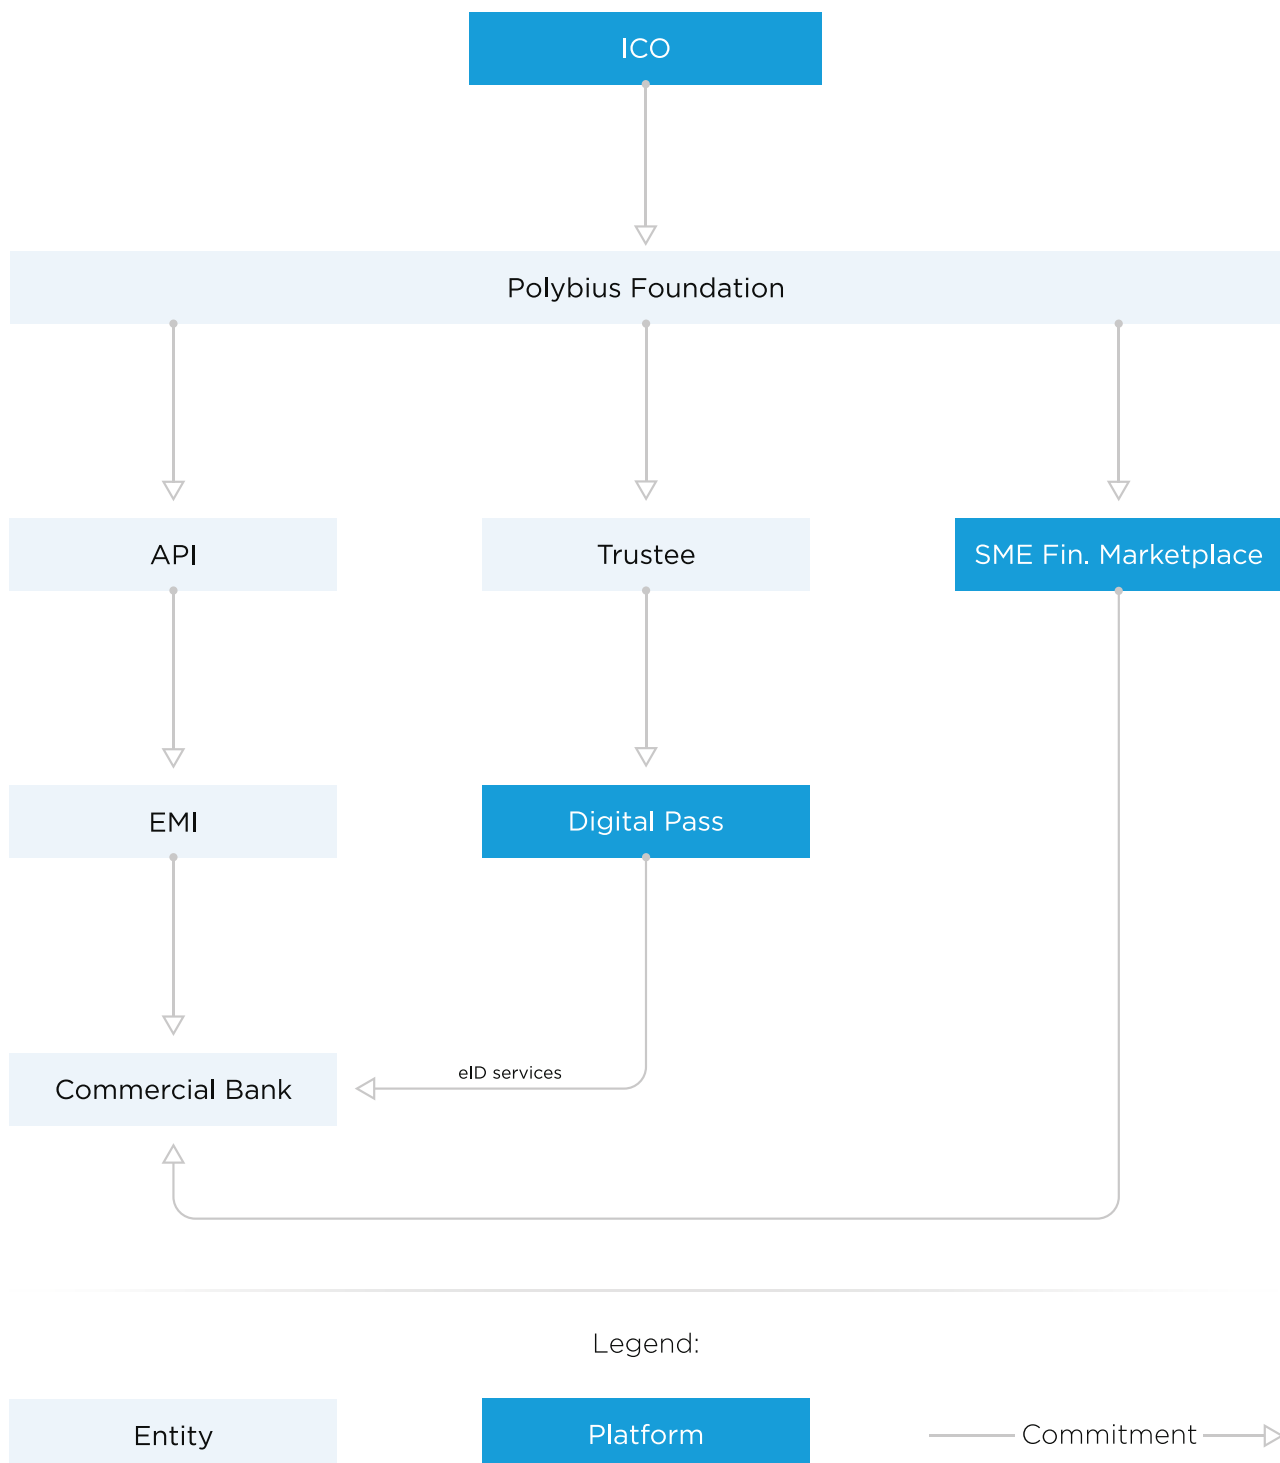 ICO
Polybius Foundation
API
Trustee
SME Fin. Marketplace
EMI
Digital Pass
eID services
Commercial Bank
Legend:
Entity
Platform
Commitment